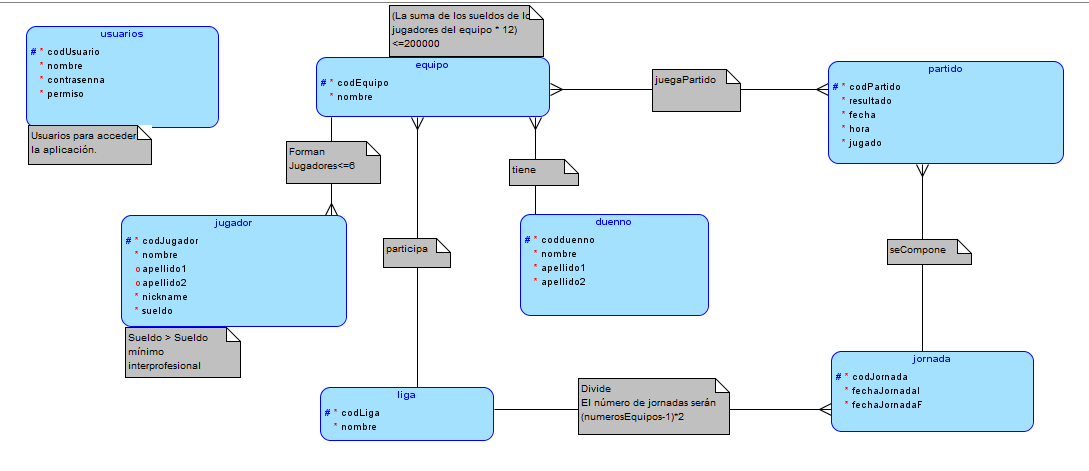 usuarios
# * codUsuario
* nombre
* contrasenna
* permiso
Usuarios para acceder
la aplicación.
(La suma de los sueldos de lo
jugadores del equipo * 12)
<=200000
equipo
# * codEquipo
* nombre
juegaPartido
partido
# * codPartido
* resultado
* fecha
* hora
* jugado
Forman
Jugadores<=6
tiene
jugador
# * codJugador
* nombre
o apellido1
o apellido2
* nickname
* sueldo
Sueldo > Sueldo
mínimo
interprofesional
participa
duenno
# * codduenno
* nombre
* apellido1
* apellido2
seCompone
liga
# * codLiga
* nombre
Divide
El número de jornadas serán
(numerosEquipos-1)*2
jornada
# * codJornada
* fechaJornadaI
* fechaJornadaF